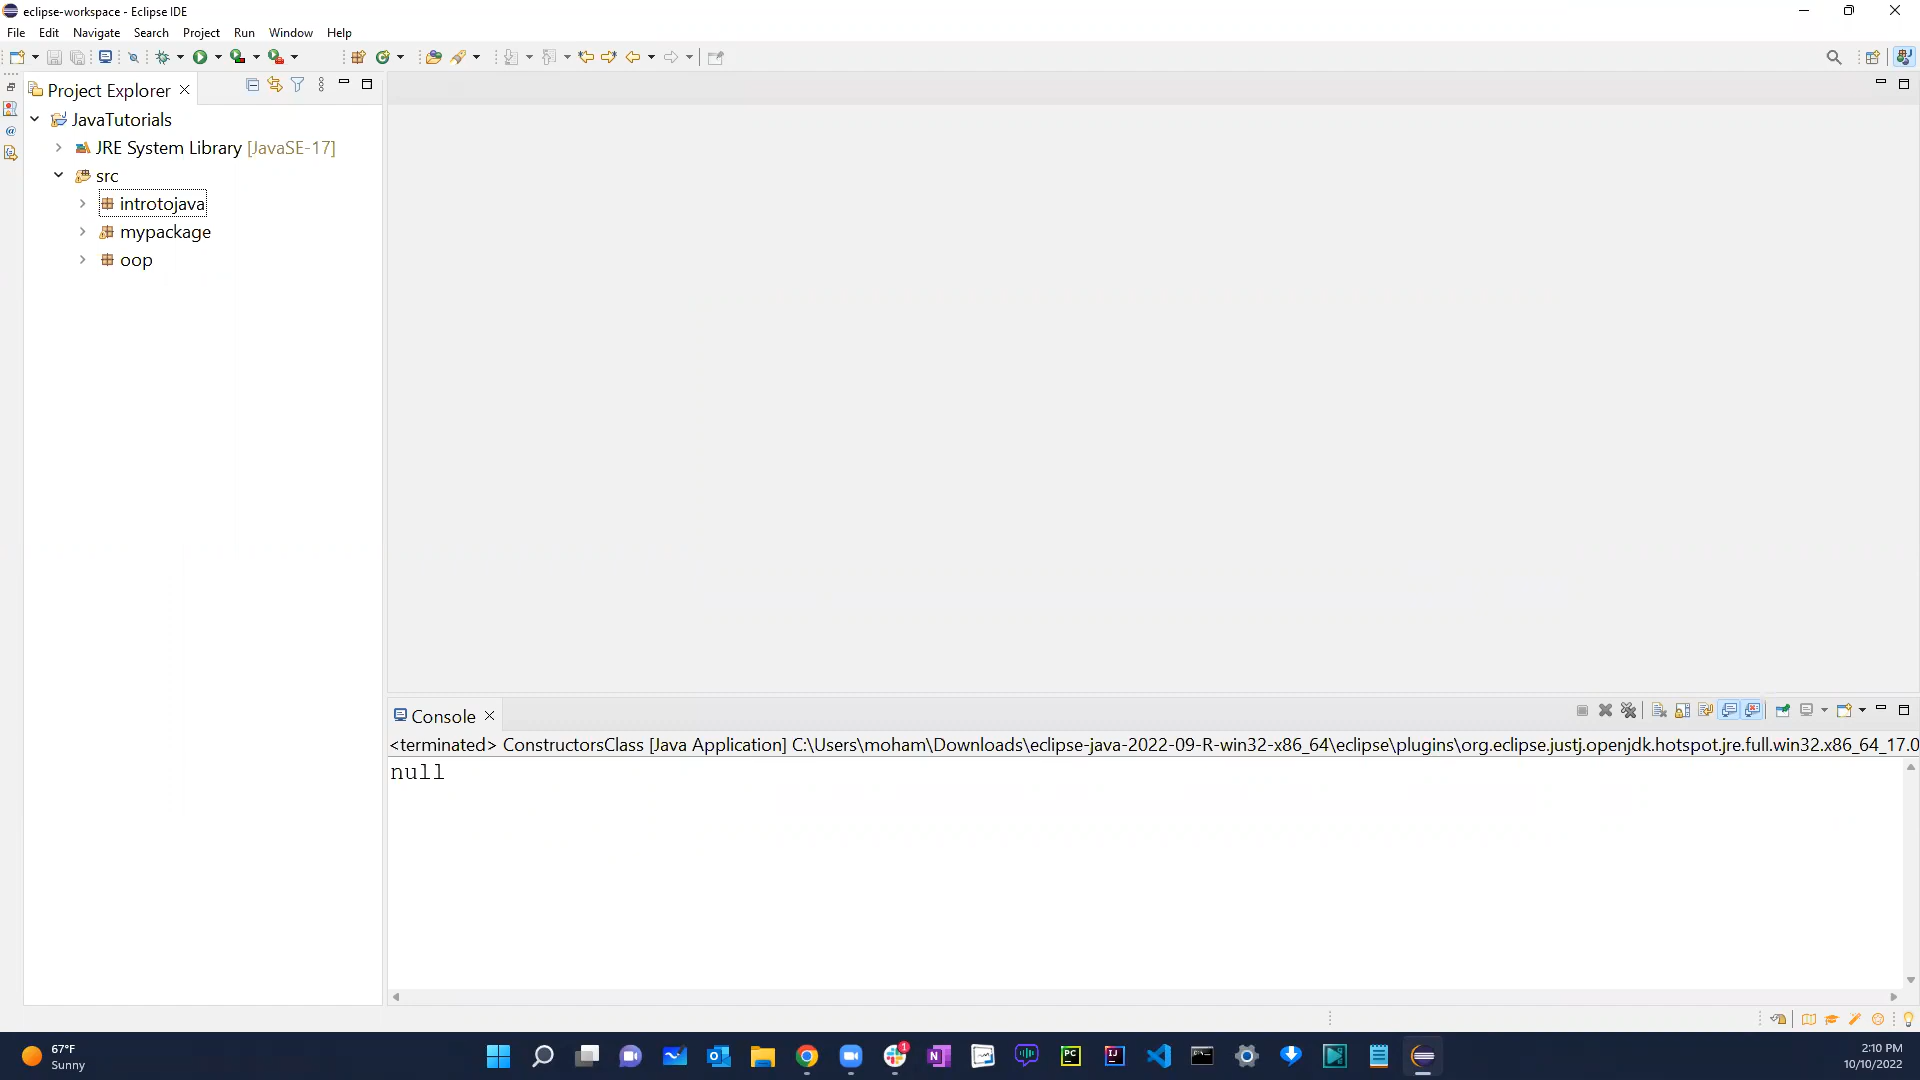 eclipse-workspace - Eclipse IDE
File Edit Navigate Search Project Run Window Help
Project Explorer
JavaTutorials
JRE System Library [JavaSE-17]
src
introtojava
mypackage
oop
Console
<terminated> ConstructorsClass [Java Application] C:\Users\moham\Downloads\eclipse-java-2022-09-R-win32-x86_64\eclipse\plugins\org.eclipse.justj.openjdk.hotspot.jre.full.win32.x86_64_17.0
null
67°F
Sunny
1
N
PC
IJ
2:10 PM
10/10/2022